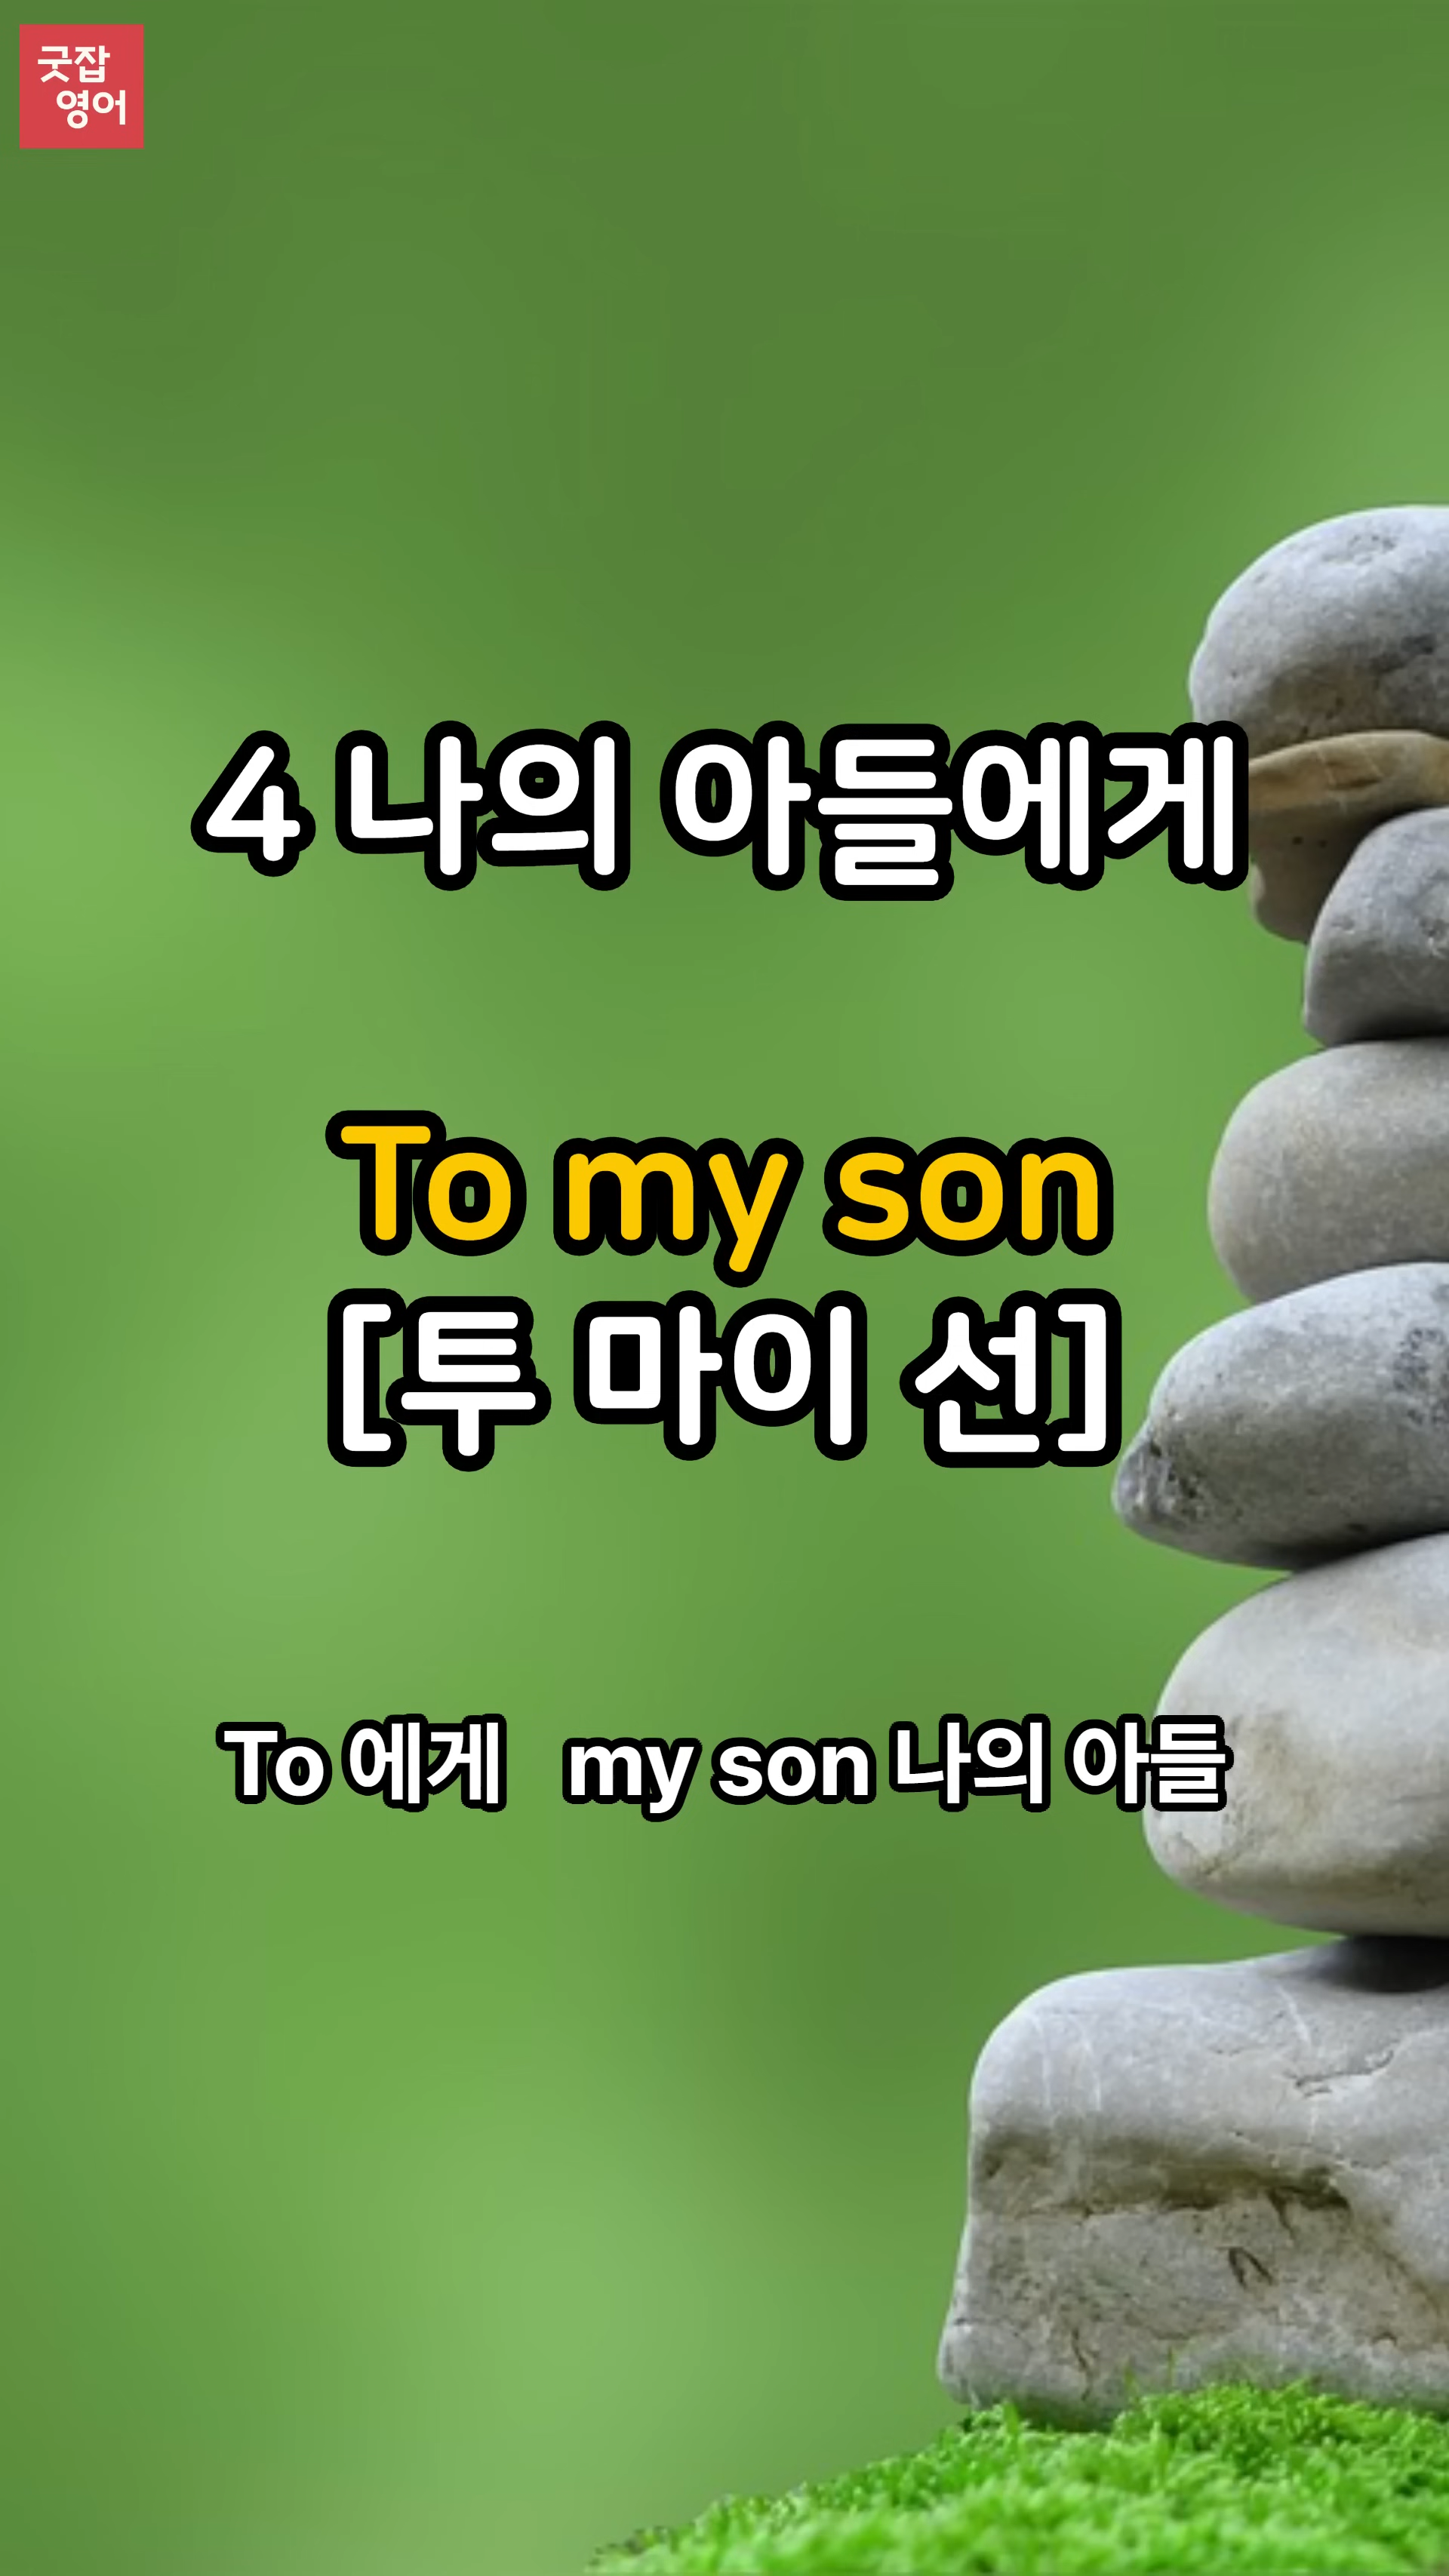 굿잡
영어
4 나의 아들에게
To my son
[투 마이 선]
To 에게 my son 나의 아들